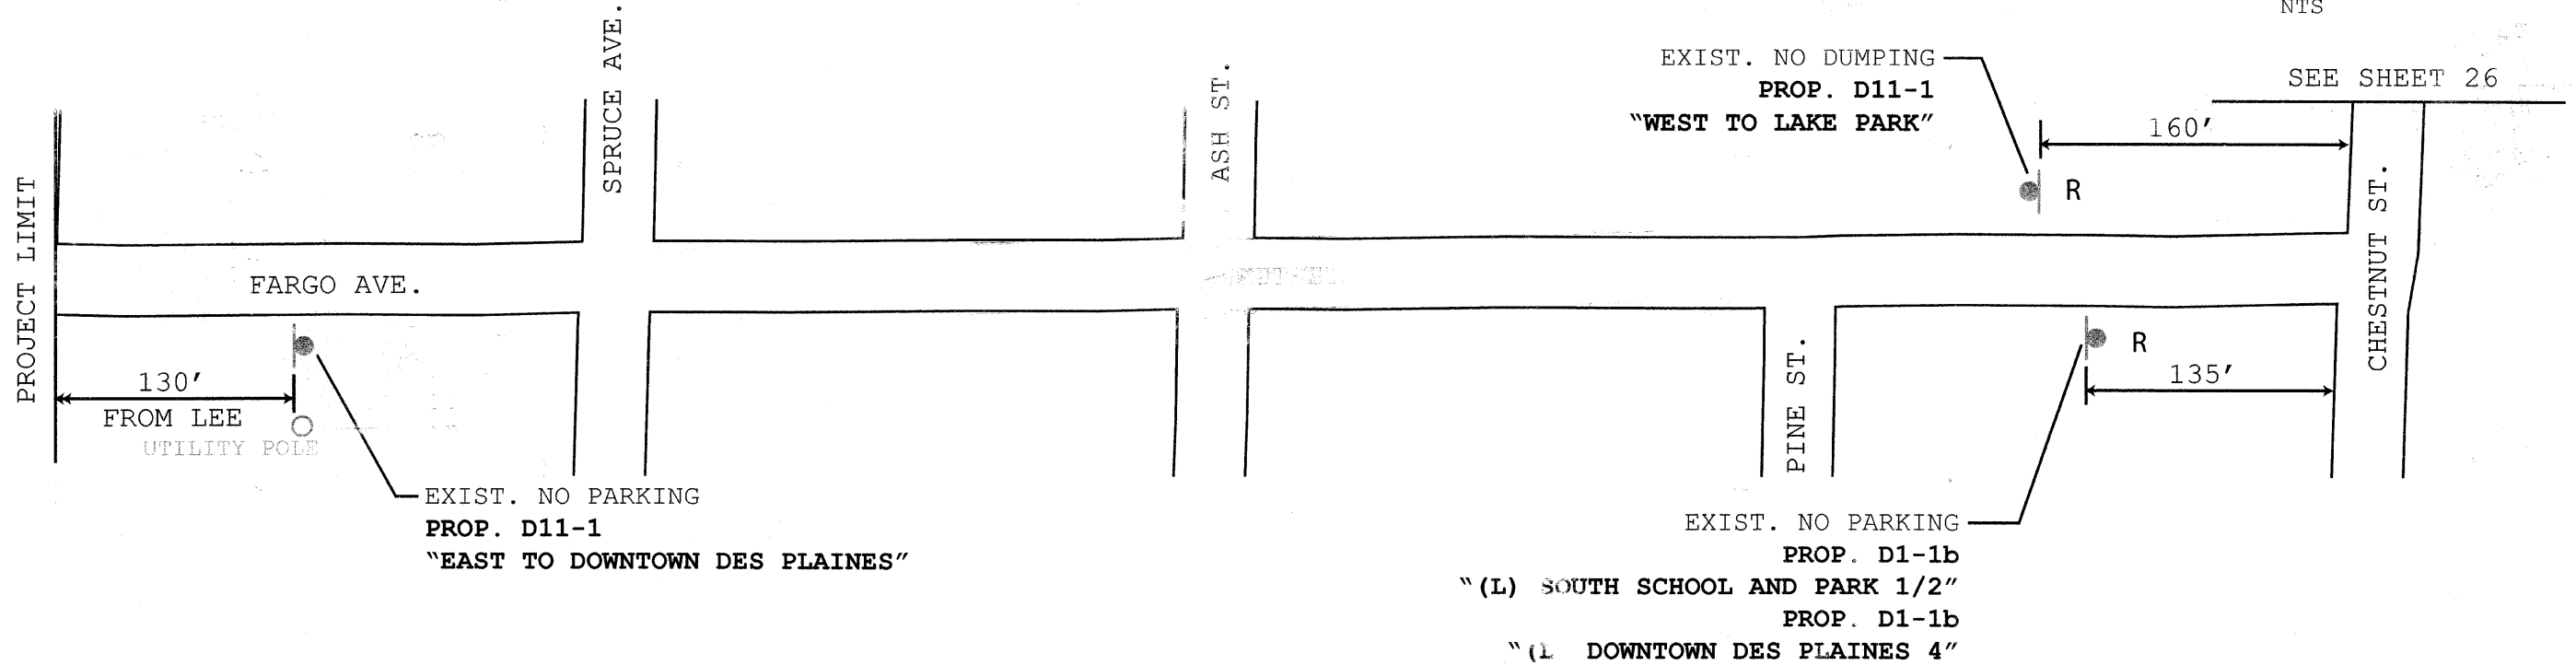 NTS
SEE SHEET 26
EXIST. NO DUMPING
PROP. D11-1
"WEST TO LAKE PARK"
160'
R
SPRUCE AVE.
ASH ST.
PROJECT LIMIT
FARGO AVE.
CHESTNUT ST.
R
135'
PINE ST.
130'
FROM LEE
UTILITY POLE
EXIST. NO PARKING
PROP. D11-1
"EAST TO DOWNTOWN DES PLAINES"
EXIST. NO PARKING
PROP. D1-1b
"(L) SOUTH SCHOOL AND PARK 1/2"
PROP. D1-1b
"(L DOWNTOWN DES PLAINES 4"